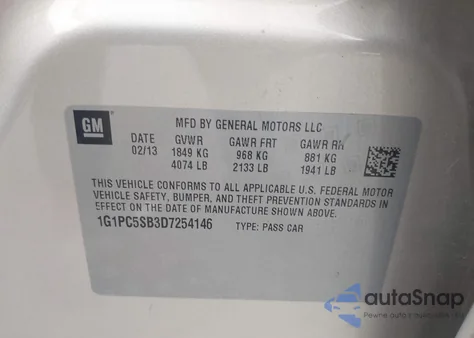 GM
MFD BY GENERAL MOTORS LLC
DATE GVWR GAWR FRT GAWR RR
02/13 1849 KG 968 KG 881 KG
4074 LB 2133 LB 1941 LB
THIS VEHICLE CONFORMS TO ALL APPLICABLE U.S. FEDERAL MOTOR
VEHICLE SAFETY, BUMPER, AND THEFT PREVENTION STANDARDS IN
EFFECT ON THE DATE OF MANUFACTURE SHOWN ABOVE.
1G1PC5SB3D7254146 TYPE: PASS CAR
autoSnap
Pewne auto z